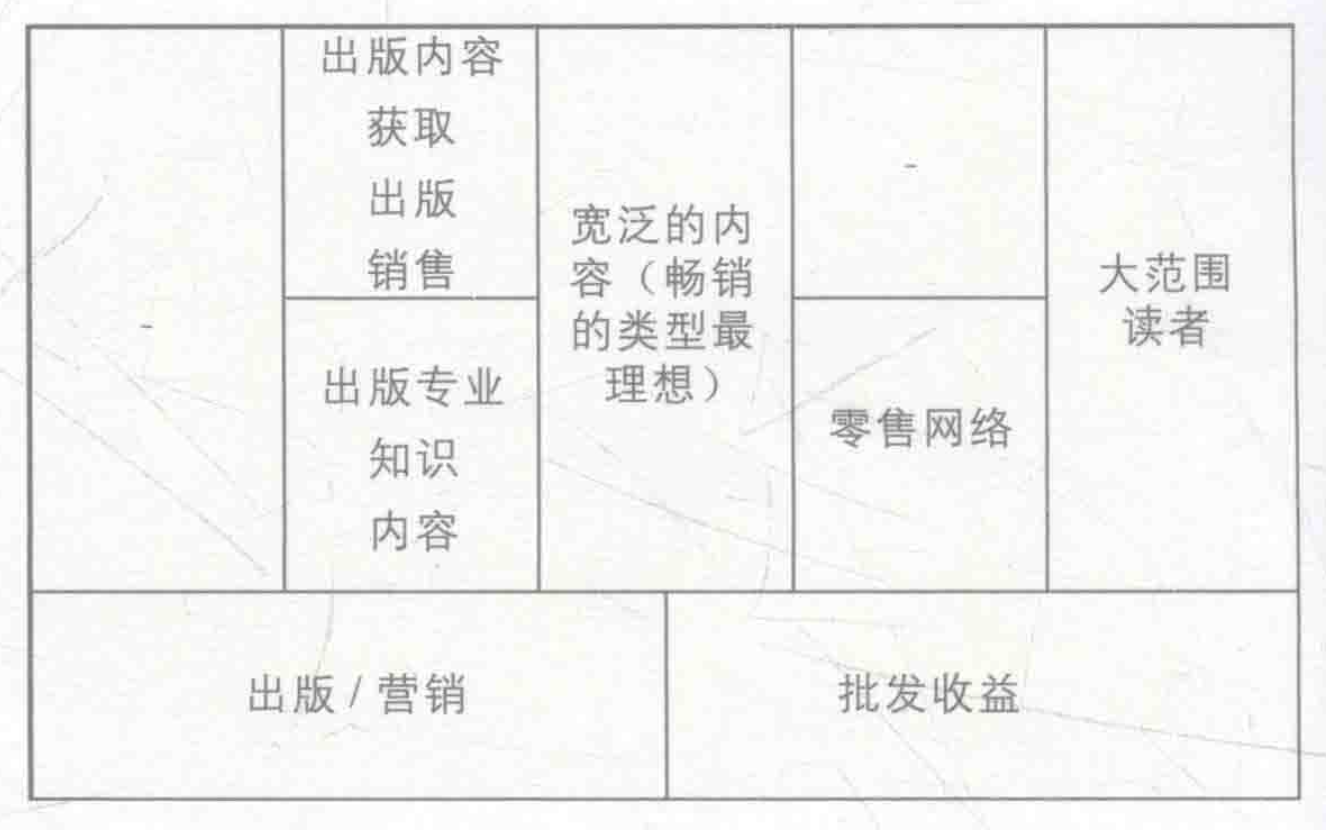 -
出版内容
获取
出版
销售
出版专业
知识
内容
宽泛的内
容（畅销
的类型最
理想）
-
零售网络
大范围
读者
出版 / 营销
批发收益